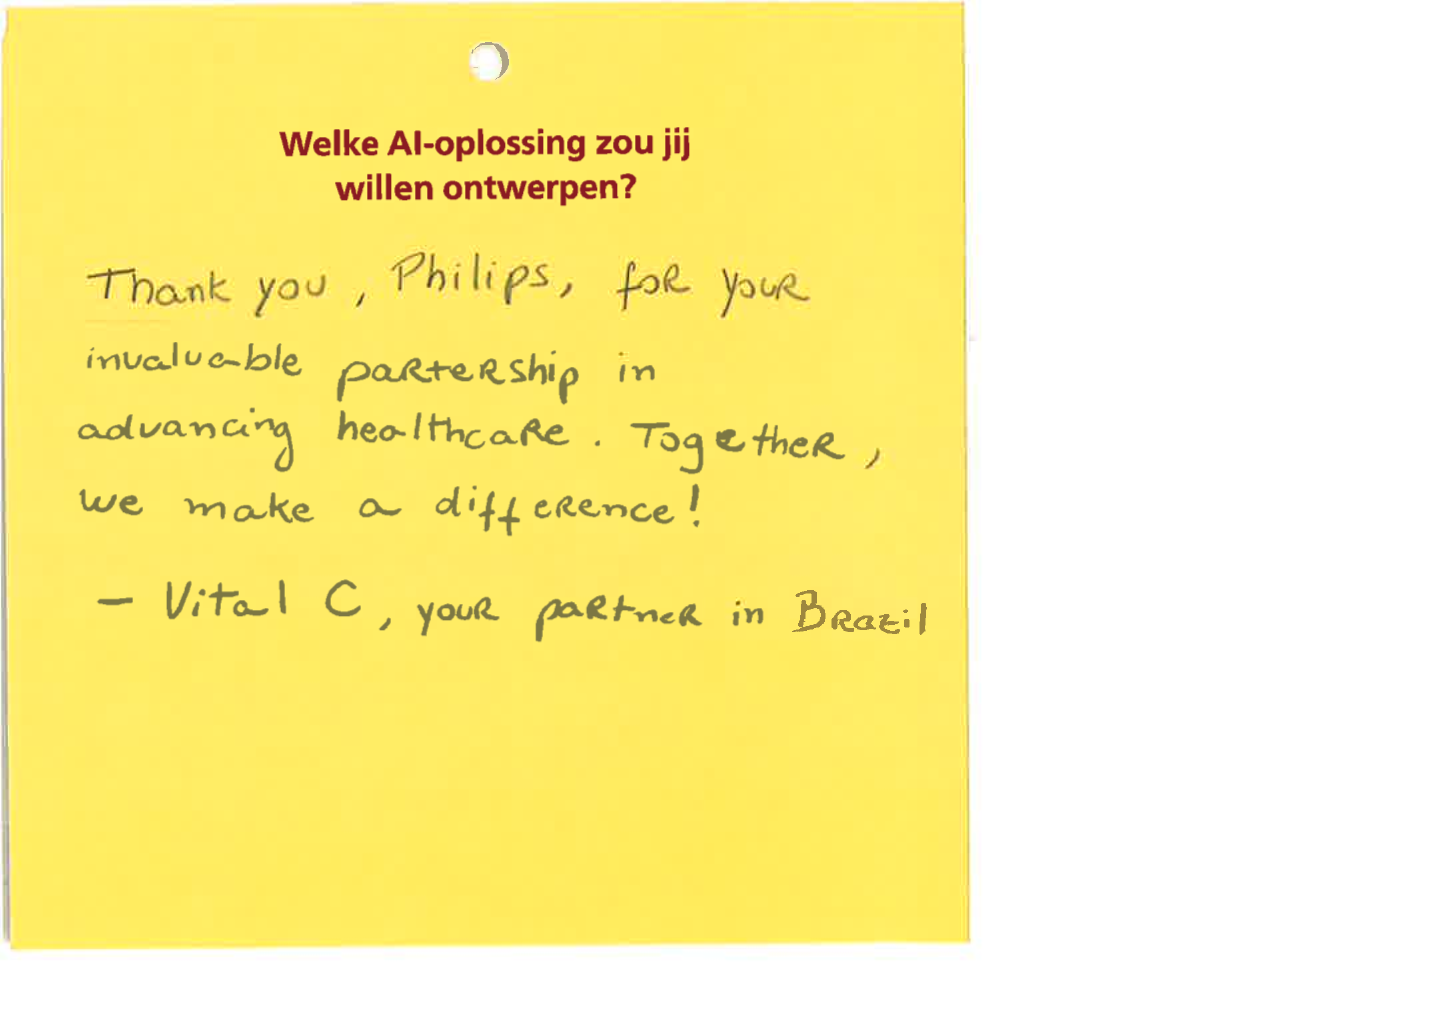 Welke AI-oplossing zou jij
willen ontwerpen?
Thank you, Philips, for your
invaluable partership in
advancing healthcare. Together,
we make a difference!
- Vital C, your partner in Brazil